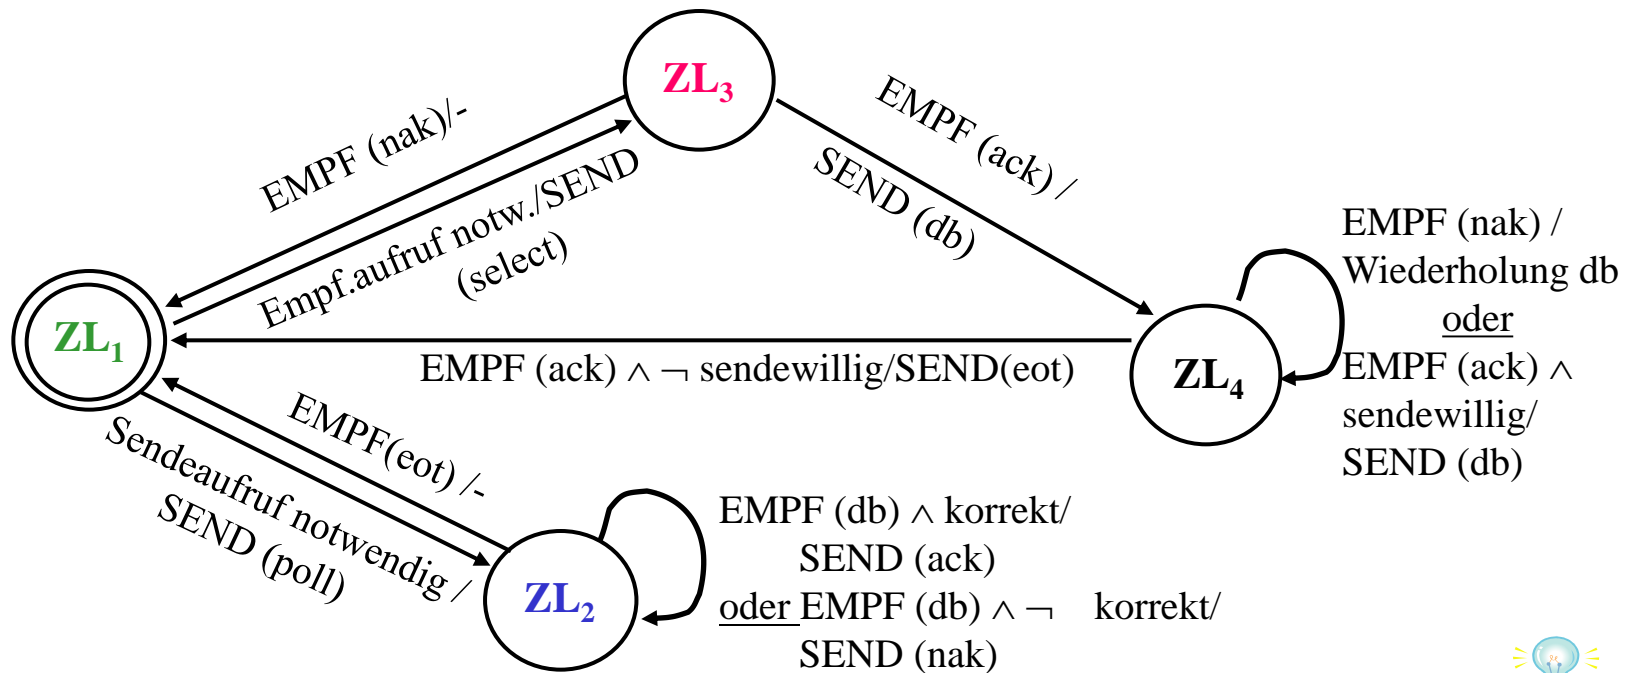 ZL3
EMPF (nak)/-
Empf.aufruf notw./SEND
(select)
EMPF (ack) /
SEND (db)
EMPF (nak) /
Wiederholung db
oder
EMPF (ack) ∧
sendewillig/
SEND (db)
ZL1
EMPF (ack) ∧ ¬ sendewillig/SEND(eot)
ZL4
EMPF(eot) /-
Sendeaufruf notwendig /
SEND (poll)
ZL2
EMPF (db) ∧ korrekt/
SEND (ack)
oder EMPF (db) ∧ ¬ korrekt/
SEND (nak)